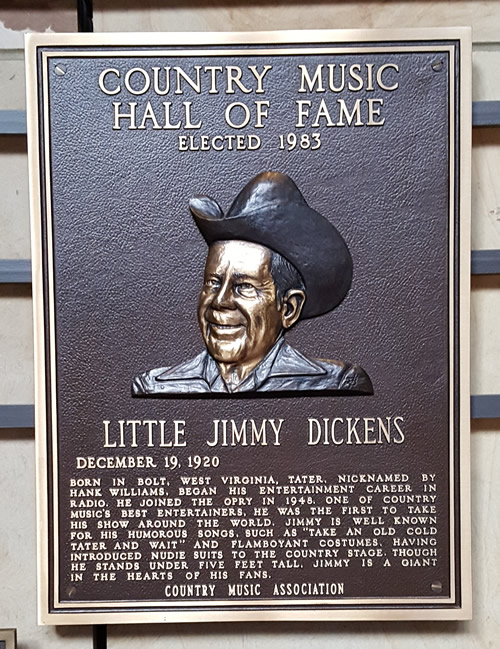 COUNTRY MUSIC
HALL OF FAME
ELECTED 1983
LITTLE JIMMY DICKENS
DECEMBER 19, 1920
BORN IN BOLT, WEST VIRGINIA, TATER, NICKNAMED BY
HANK WILLIAMS, BEGAN HIS ENTERTAINMENT CAREER IN
RADIO. HE JOINED THE OPRY IN 1948. ONE OF COUNTRY
MUSIC'S BEST ENTERTAINERS, HE WAS THE FIRST TO TAKE
HIS SHOW AROUND THE WORLD. JIMMY IS WELL KNOWN
FOR HIS HUMOROUS SONGS, SUCH AS "TAKE AN OLD COLD
TATER AND WAIT" AND FLAMBOYANT COSTUMES, HAVING
INTRODUCED NUDIE SUITS TO THE COUNTRY STAGE. THOUGH
HE STANDS UNDER FIVE FEET TALL, JIMMY IS A GIANT
IN THE HEARTS OF HIS FANS.
COUNTRY MUSIC ASSOCIATION